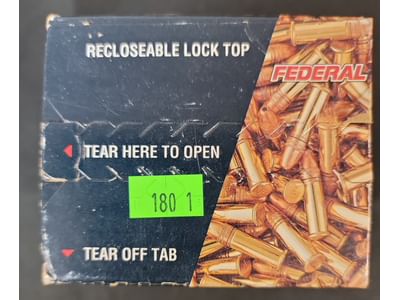 RECLOSEABLE LOCK TOP
FEDERAL
TEAR HERE TO OPEN
180 1
TEAR OFF TAB